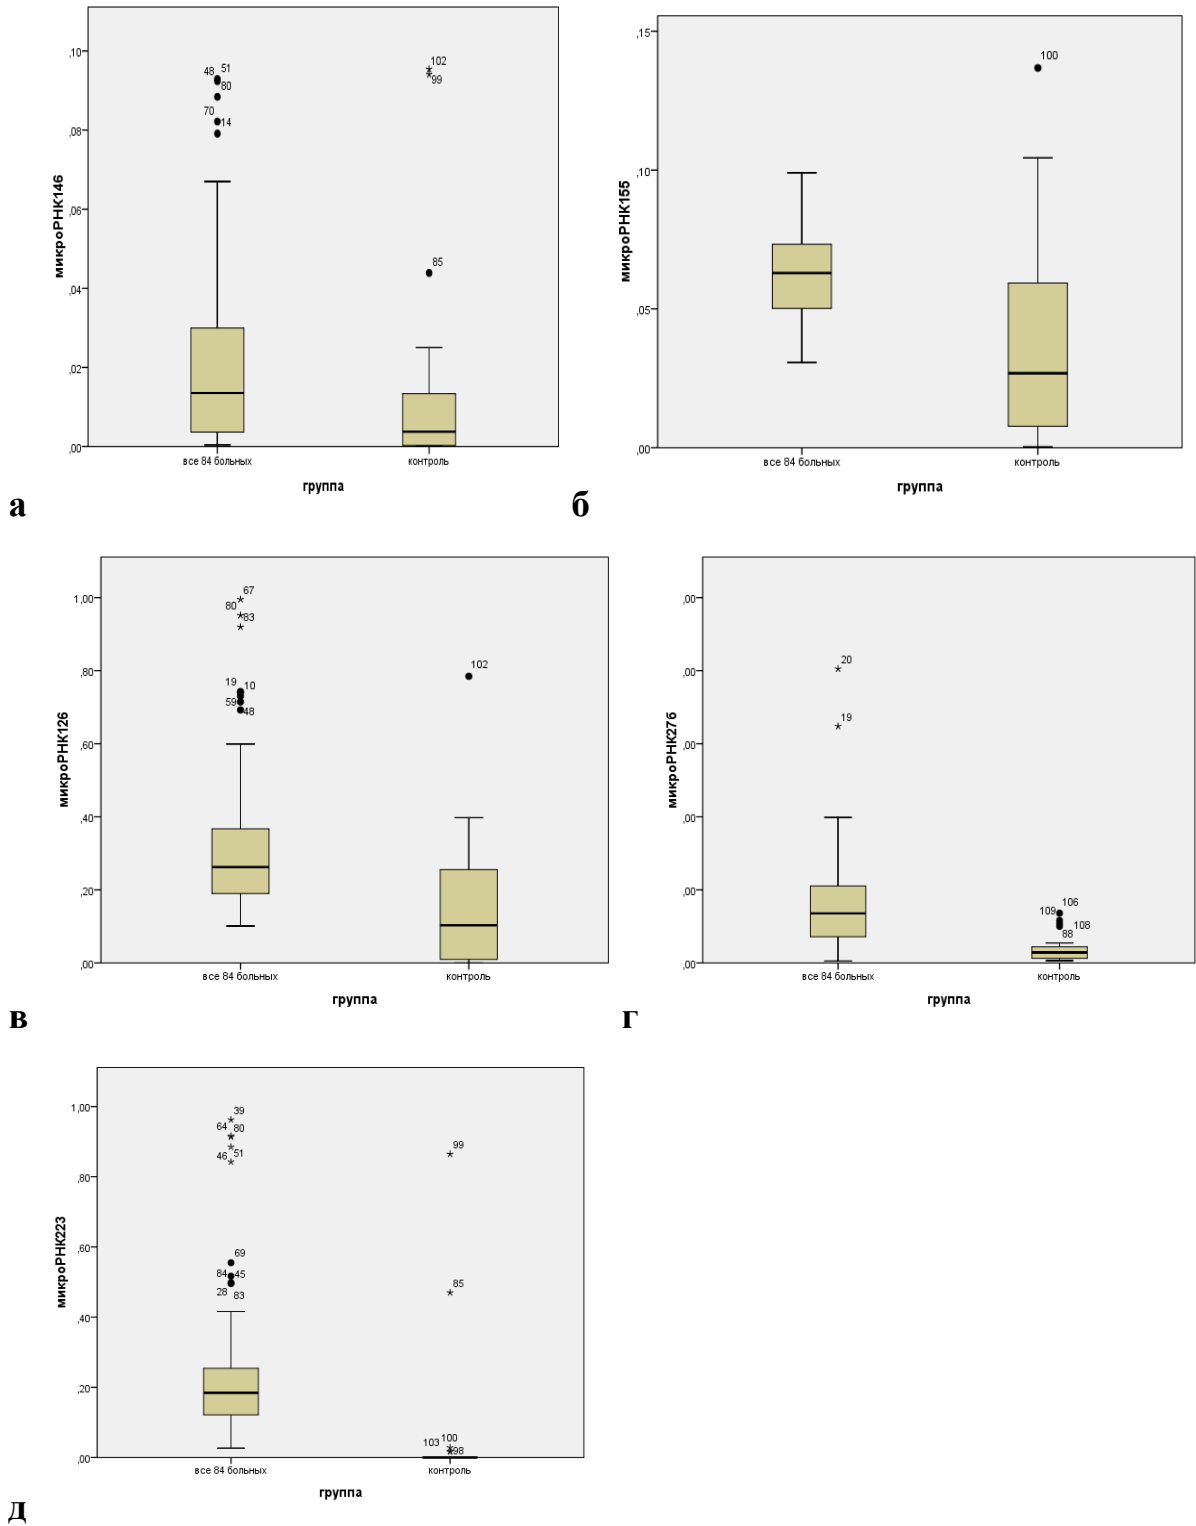 ,10
,08
,06
,04
,02
,00
микроРНК146
48 51
80
70
14
102
99
85
все 84 больных контроль
группа
а
,15
,10
,05
,00
микроРНК155
100
все 84 больных контроль
группа
б
1,00
,80
,60
,40
,20
,00
микроРНК126
67
80 83
19 10
59 48
102
все 84 больных контроль
группа
в
,00
,00
,00
,00
,00
,00
микроРНК27б
20
19
106
109 108
88
все 84 больных контроль
группа
г
1,00
,80
,60
,40
,20
,00
микроРНК223
39
64 80
46 51
69
84 45
28 83
99
85
103 100
98
все 84 больных контроль
группа
д